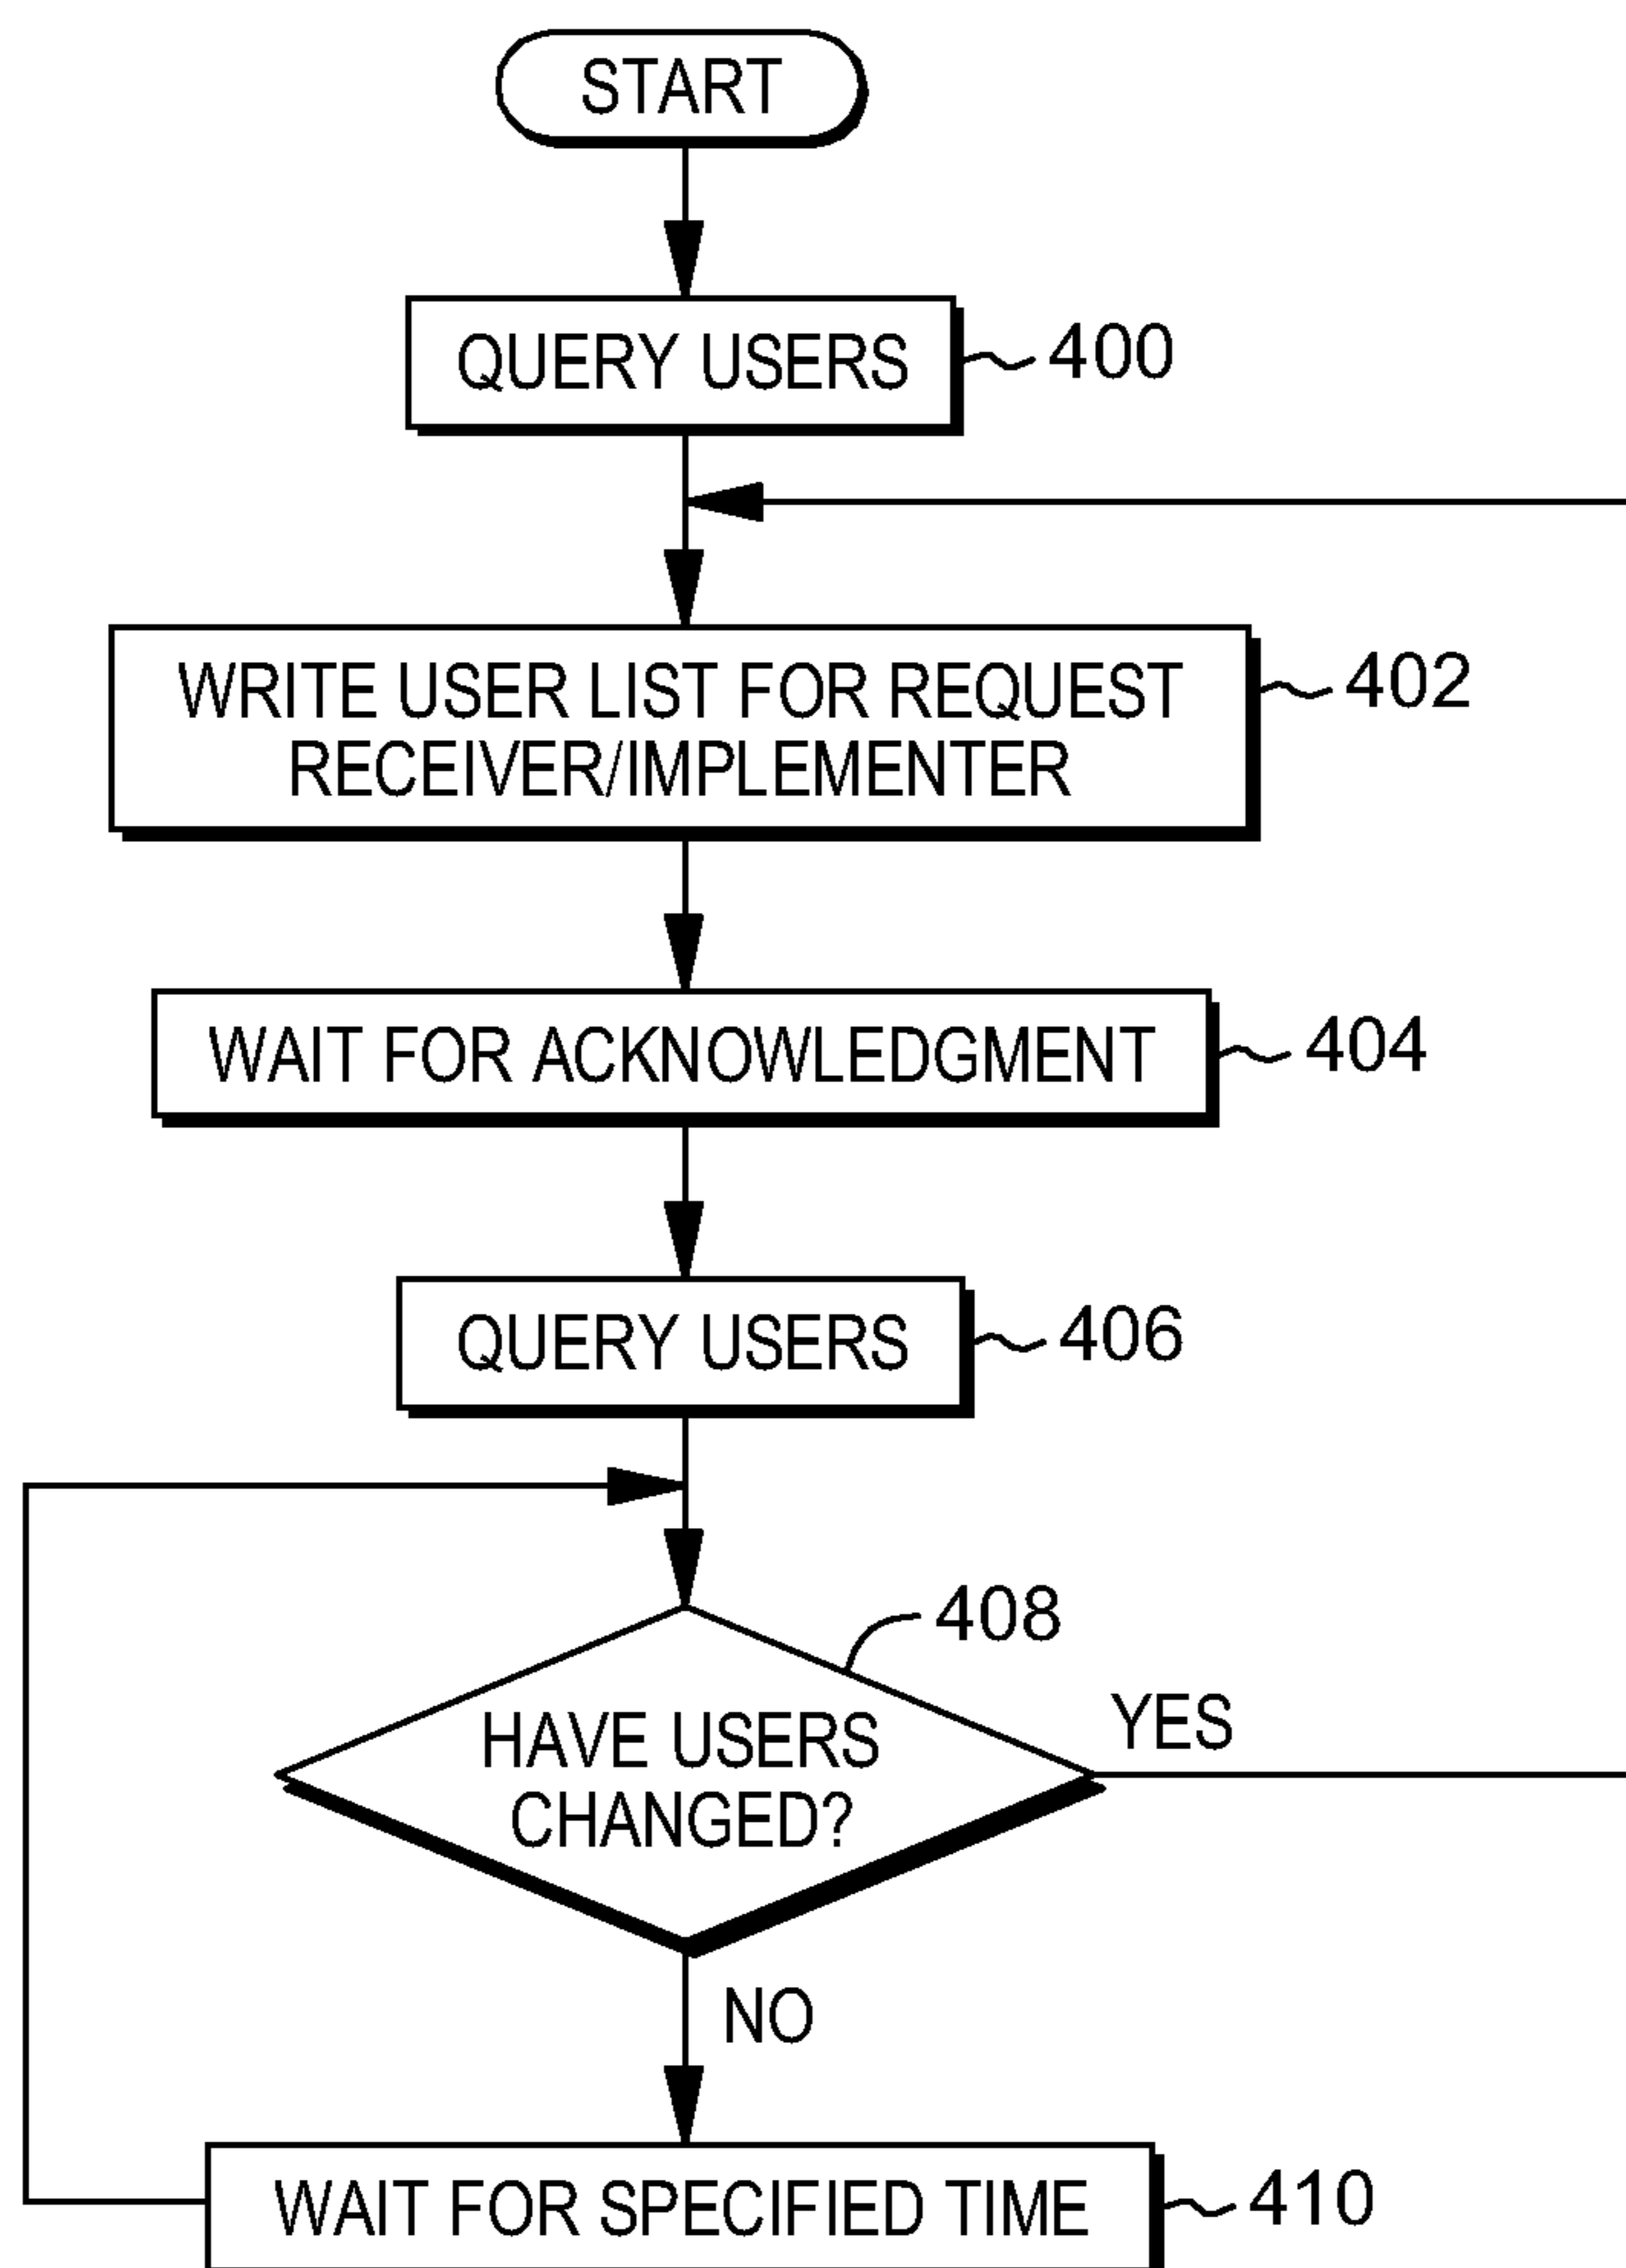 START
QUERY USERS
400
WRITE USER LIST FOR REQUEST
RECEIVER/IMPLEMENTER
402
WAIT FOR ACKNOWLEDGMENT
404
QUERY USERS
406
408
HAVE USERS
CHANGED?
YES
NO
WAIT FOR SPECIFIED TIME
410